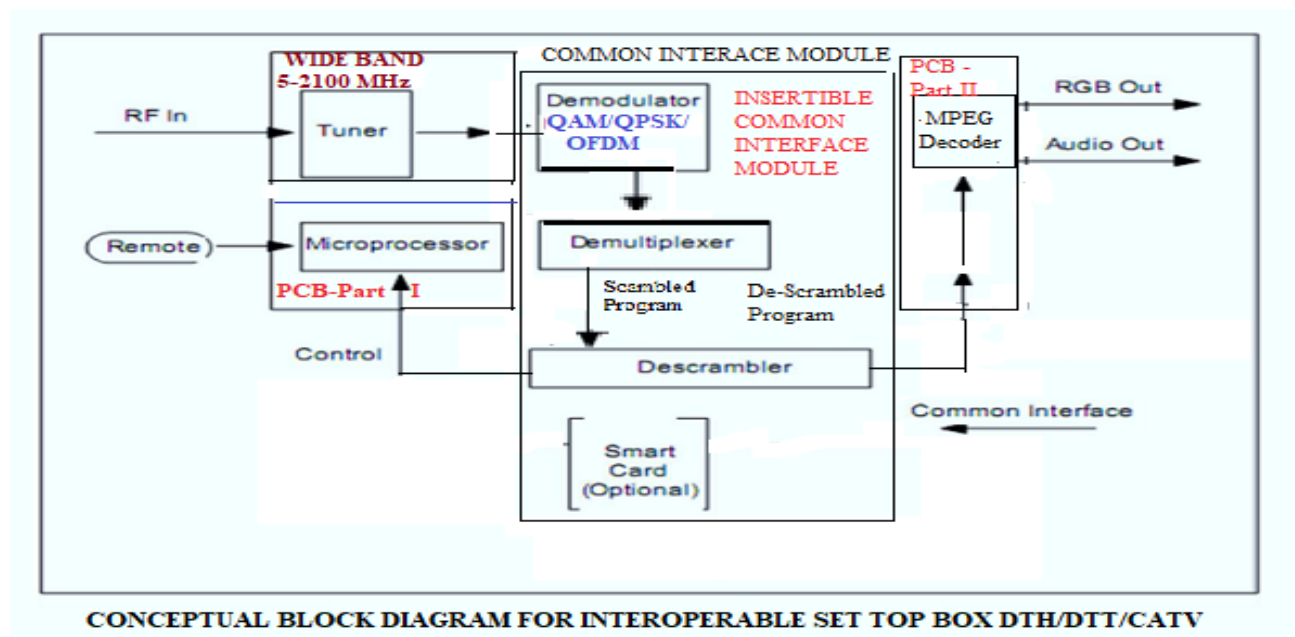 WIDE BAND
5-2100 MHz
COMMON INTERACE MODULE
PCB -
Part II
RF In
Tuner
Demodulator
QAM/QPSK/
OFDM
INSERTIBLE
COMMON
INTERFACE
MODULE
MPEG
Decoder
RGB Out
Audio Out
Remote
Microprocessor
PCB-Part I
Demultiplexer
Scambled
Program
De-Scrambled
Program
Control
Descrambler
Common Interface
Smart
Card
(Optional)
CONCEPTUAL BLOCK DIAGRAM FOR INTEROPERABLE SET TOP BOX DTH/DTT/CATV